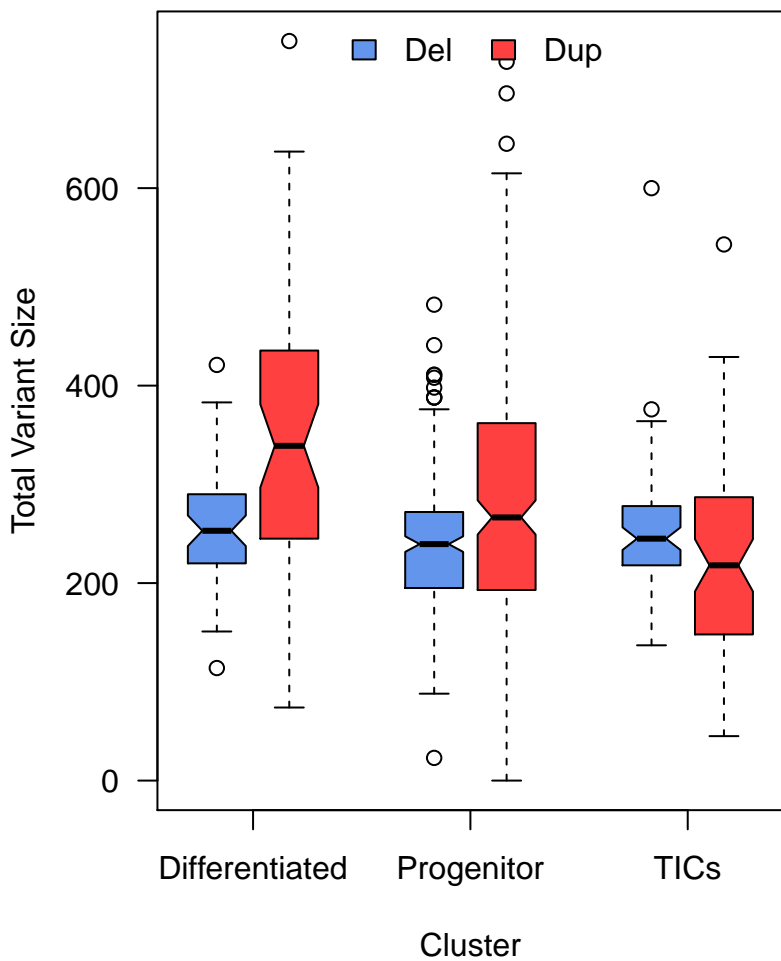 Del Dup
600
400
200
0
Total Variant Size
Differentiated Progenitor TICs
Cluster